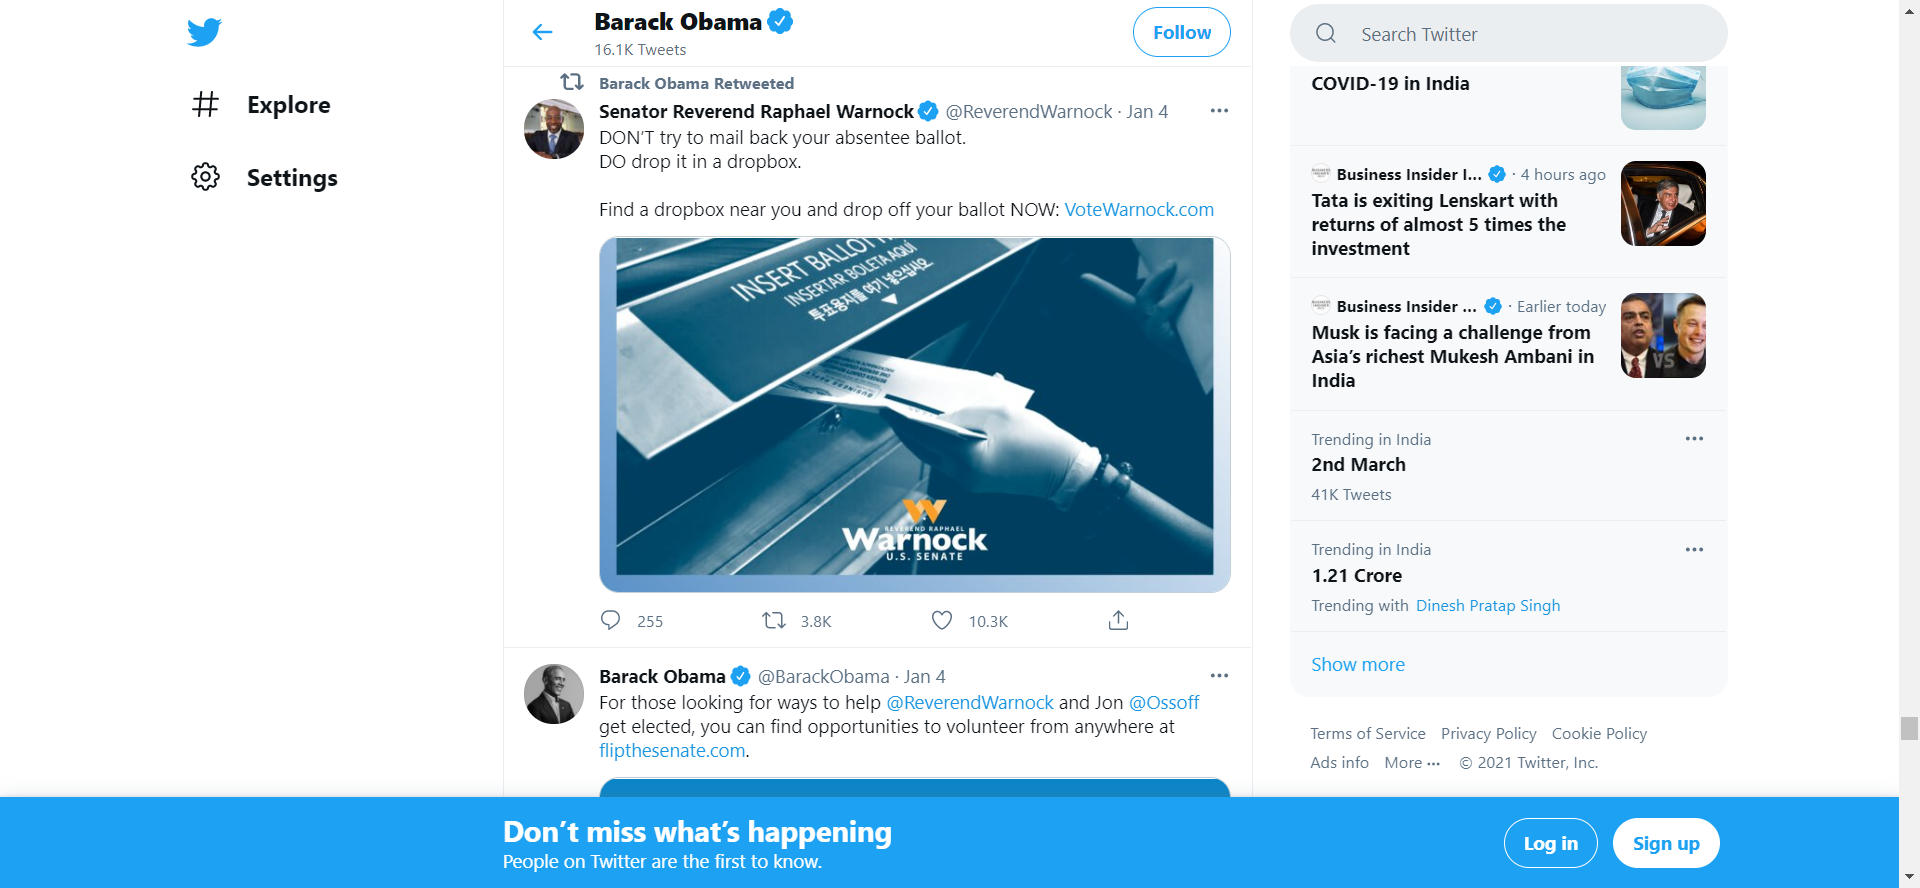 Barack Obama
16.1K Tweets
Follow
Explore
Settings
Barack Obama Retweeted
Senator Reverend Raphael Warnock @ReverendWarnock · Jan 4
DON'T try to mail back your absentee ballot.
DO drop it in a dropbox.
Find a dropbox near you and drop off your ballot NOW: VoteWarnock.com
INSERT BALLOT
INSERTAR BOLETA AQUÍ
투표용지를 여기 넣으십시오
REVEREND RAPHAEL
Warnock
U.S. SENATE
255
3.8K
10.3K
Barack Obama @BarackObama · Jan 4
For those looking for ways to help @ReverendWarnock and Jon @Ossoff
get elected, you can find opportunities to volunteer from anywhere at
flipthesenate.com.
Search Twitter
COVID-19 in India
Business Insider I... · 4 hours ago
Tata is exiting Lenskart with
returns of almost 5 times the
investment
Business Insider ... · Earlier today
Musk is facing a challenge from
Asia's richest Mukesh Ambani in
India
VS
Trending in India
2nd March
41K Tweets
Trending in India
1.21 Crore
Trending with Dinesh Pratap Singh
Show more
Terms of Service Privacy Policy Cookie Policy
Ads info More ··· © 2021 Twitter, Inc.
Don't miss what's happening
People on Twitter are the first to know.
Log in
Sign up